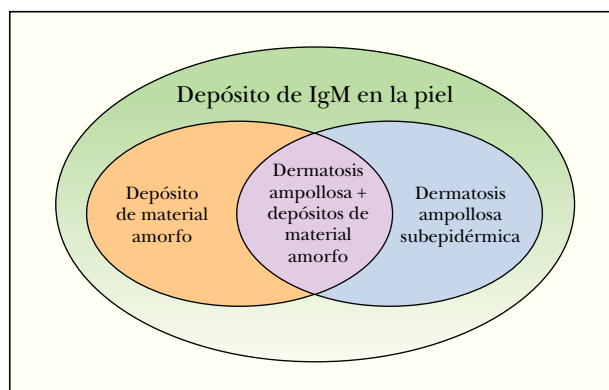 Depósito de IgM en la piel
Depósito
de material
amorfo
Dermatosis
ampollosa +
depósitos de
material
amorfo
Dermatosis
ampollosa
subepidérmica